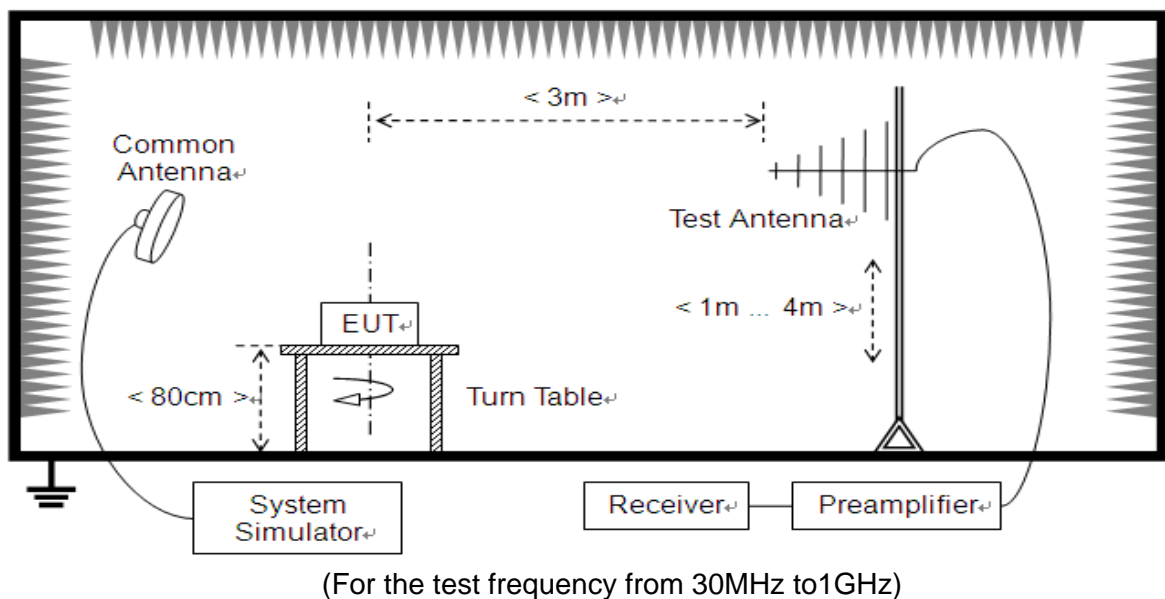 < 3m >↵
Common
Antenna↵
Test Antenna↵
< 1m ... 4m >↵
EUT↵
< 80cm >↵
Turn Table↵
System
Simulator↵
Receiver↵
Preamplifier↵
(For the test frequency from 30MHz to1GHz)